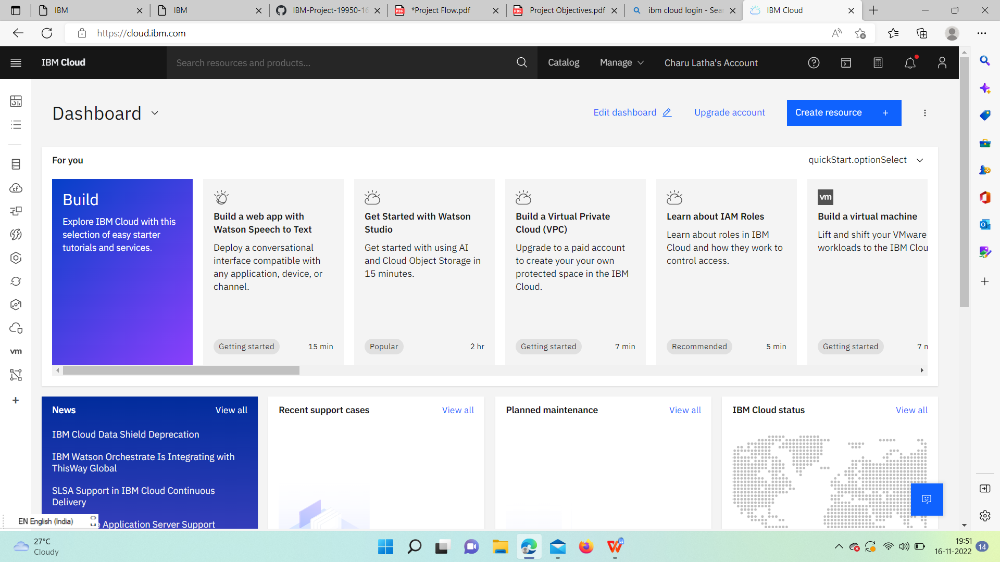 IBM
IBM
IBM-Project-19950-16
*Project Flow.pdf
Project Objectives.pdf
ibm cloud login - Sea
IBM Cloud
https://cloud.ibm.com
IBM Cloud
Search resources and products...
Catalog
Manage
Charu Latha's Account
Dashboard
Edit dashboard
Upgrade account
Create resource
For you
quickStart.optionSelect
Build
Explore IBM Cloud with this
selection of easy starter
tutorials and services.
Build a web app with
Watson Speech to Text
Deploy a conversational
interface compatible with
any application, device, or
channel.
Getting started
15 min
Get Started with Watson
Studio
Get started with using AI
and Cloud Object Storage in
15 minutes.
Popular
2 hr
Build a Virtual Private
Cloud (VPC)
Upgrade to a paid account
to create your your own
protected space in the IBM
Cloud.
Getting started
7 min
Learn about IAM Roles
Learn about roles in IBM
Cloud and how they work to
control access.
Recommended
5 min
vm
Build a virtual machine
Lift and shift your VMware
workloads to the IBM Clou
Getting started
7 m
vm
News
View all
IBM Cloud Data Shield Deprecation
IBM Watson Orchestrate Is Integrating with
ThisWay Global
SLSA Support in IBM Cloud Continuous
Delivery
e Application Server Support
Recent support cases
View all
Planned maintenance
View all
IBM Cloud status
View all
EN English (India)
27°C
Cloudy
19:51
16-11-2022
14